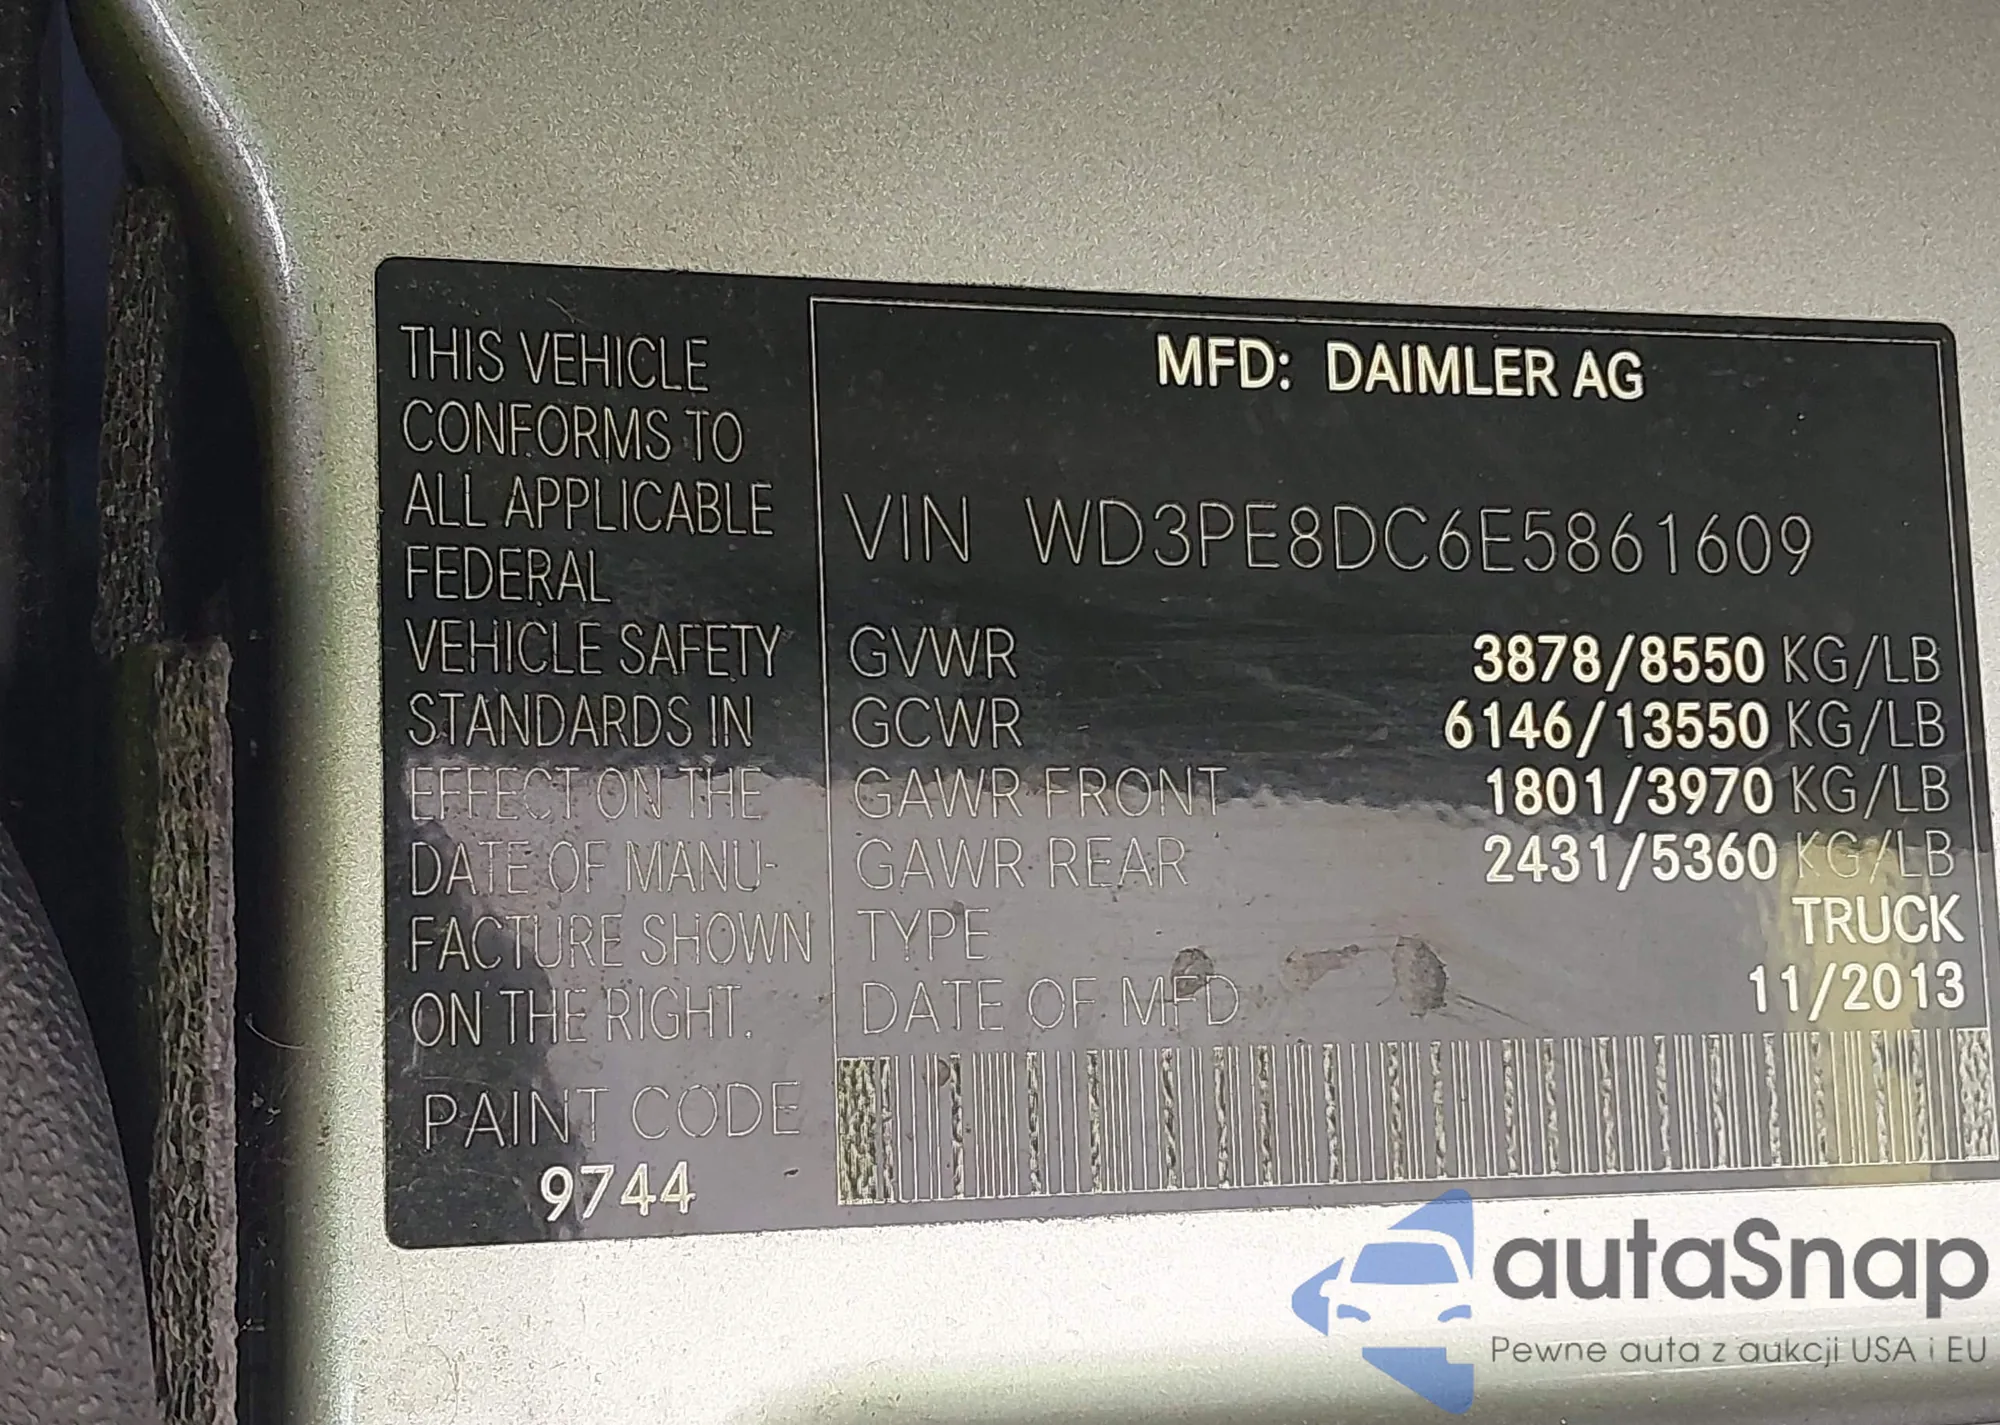 THIS VEHICLE
CONFORMS TO
ALL APPLICABLE
FEDERAL
VEHICLE SAFETY
STANDARDS IN
EFFECT ON THE
DATE OF MANU-
FACTURE SHOWN
ON THE RIGHT.
PAINT CODE
9744
MFD: DAIMLER AG
VIN WD3PE8DC6E5861609
GVWR 3878/8550 KG/LB
GCWR 6146/13550 KG/LB
GAWR FRONT 1801/3970 KG/LB
GAWR REAR 2431/5360 KG/LB
TYPE TRUCK
DATE OF MFD 11/2013
autaSnap
Pewne auta z aukcji USA i EU